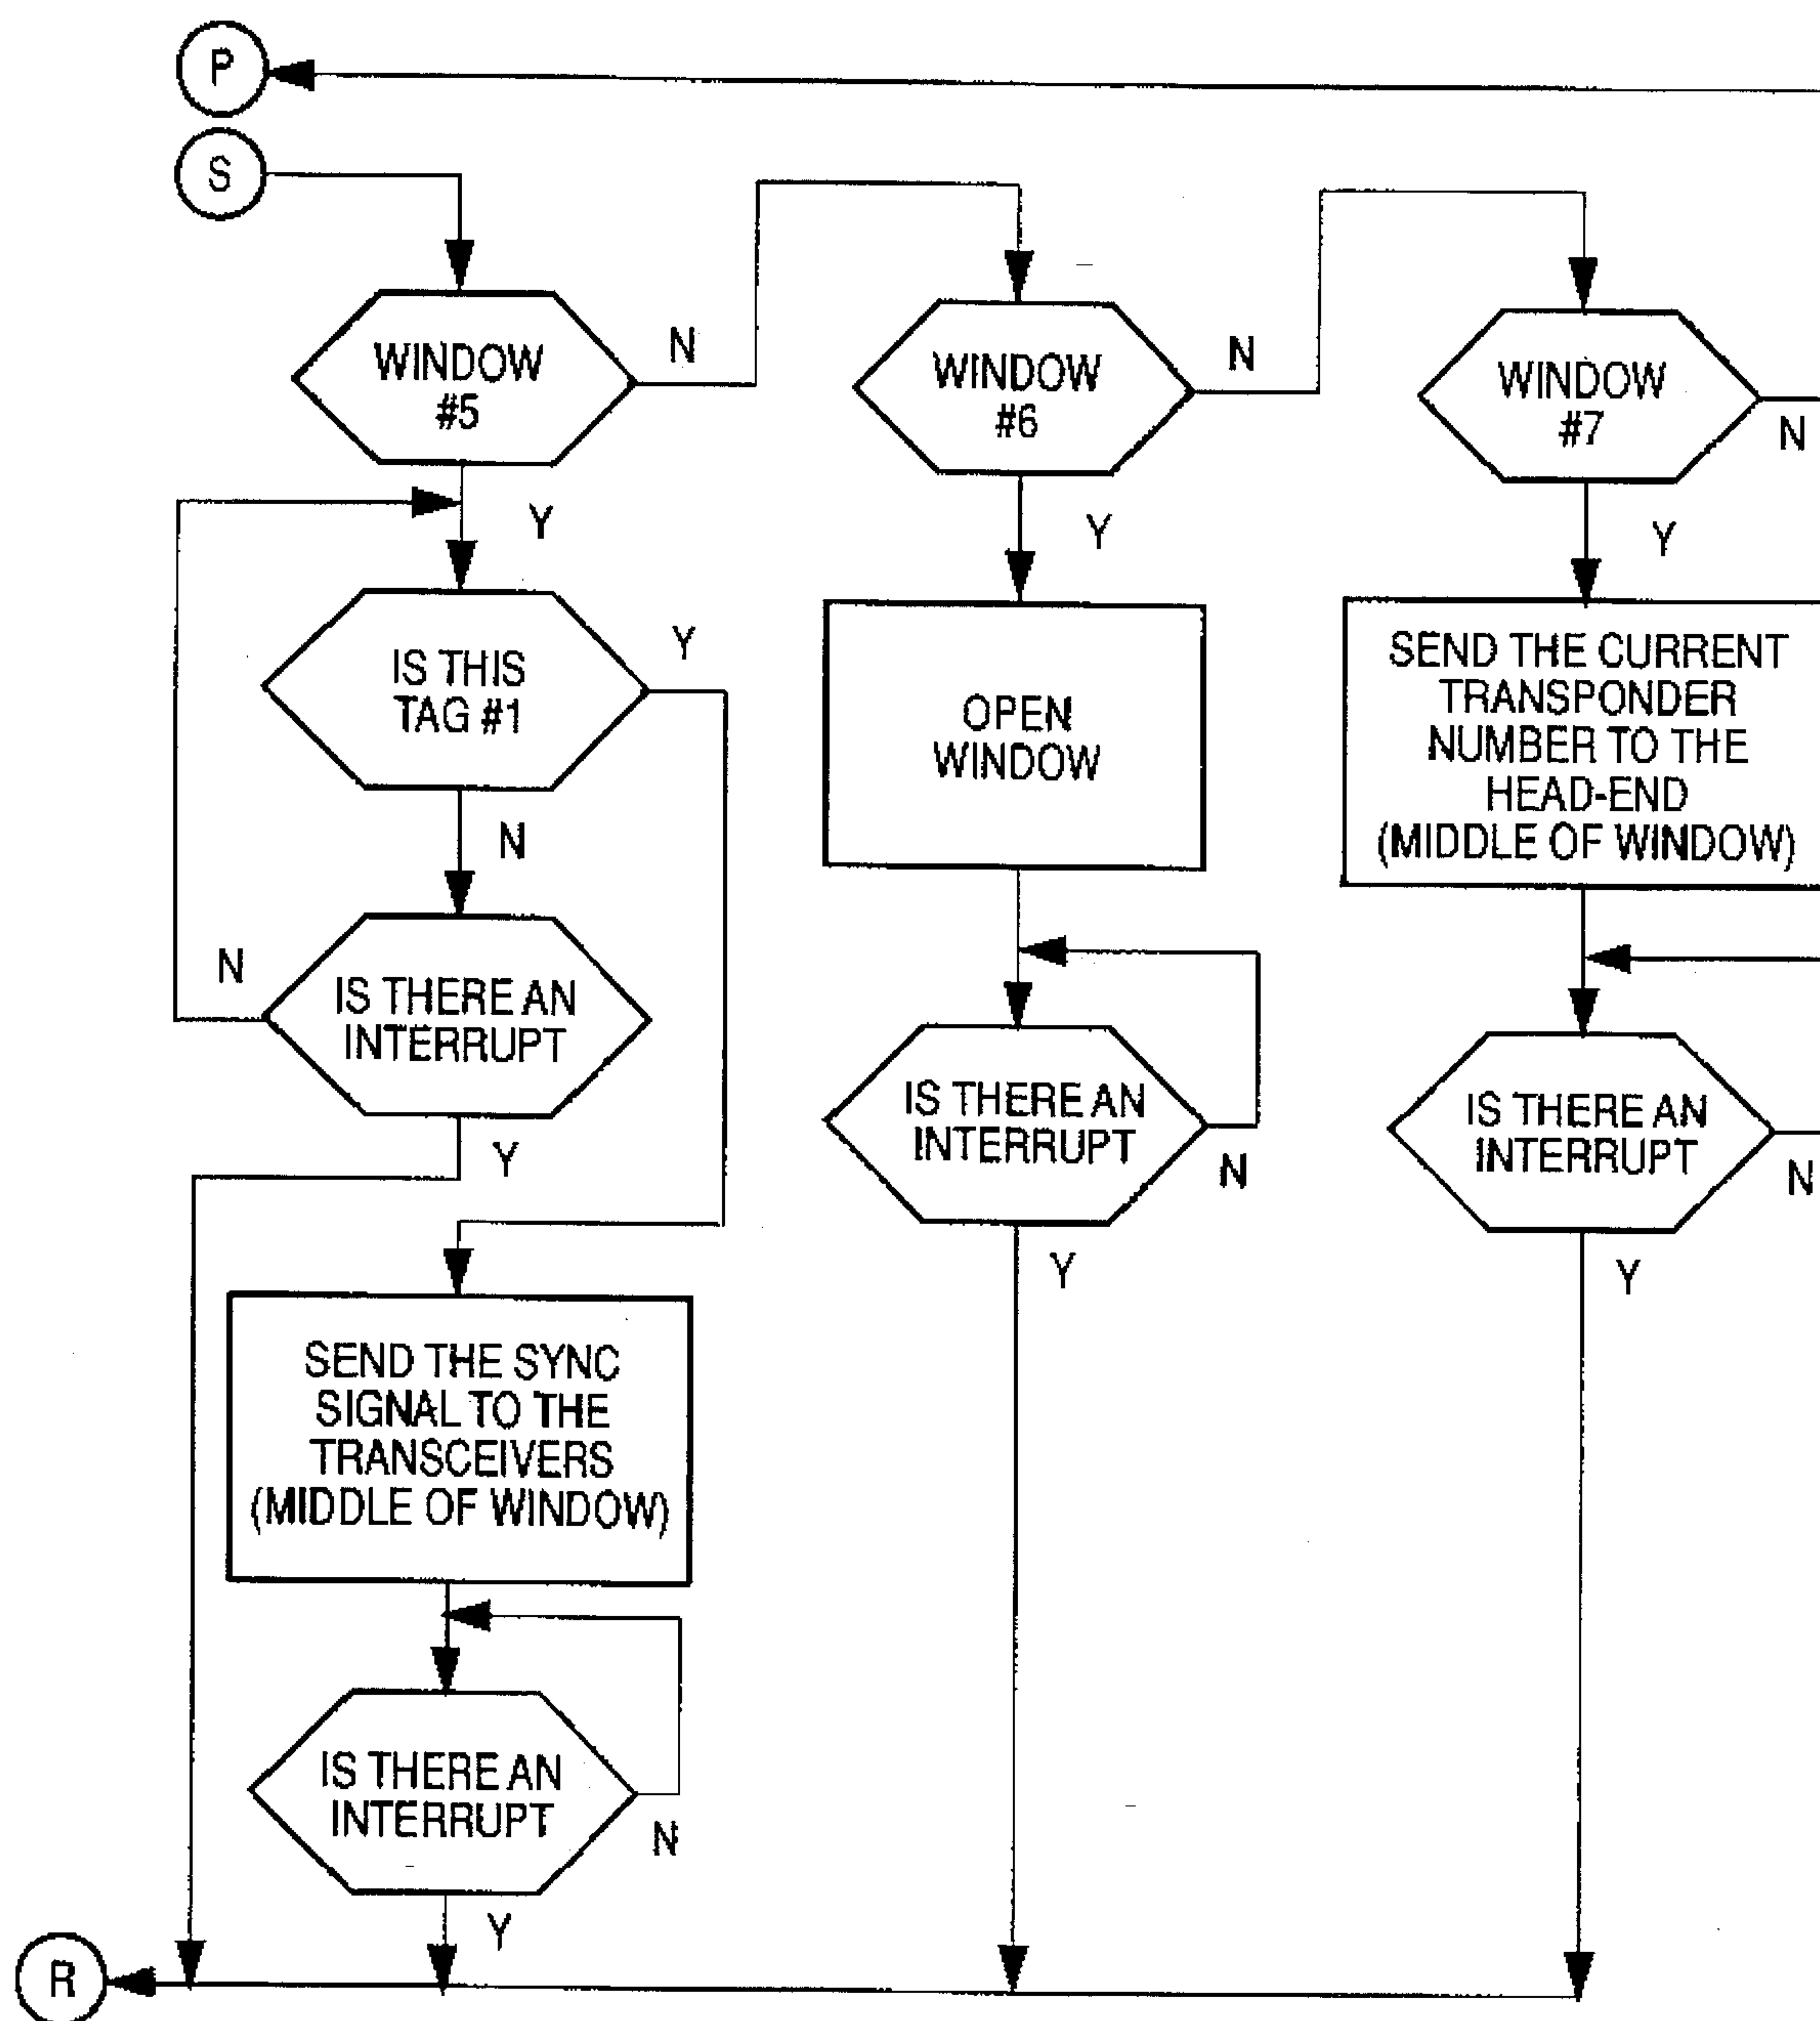 P
S
WINDOW
#5
N
Y
IS THIS
TAG #1
Y
N
IS THERE AN
INTERRUPT
N
Y
SEND THE SYNC
SIGNAL TO THE
TRANSCEIVERS
(MIDDLE OF WINDOW)
IS THERE AN
INTERRUPT
N
Y
R
WINDOW
#6
N
Y
OPEN
WINDOW
IS THERE AN
INTERRUPT
N
Y
WINDOW
#7
N
Y
SEND THE CURRENT
TRANSPONDER
NUMBER TO THE
HEAD-END
(MIDDLE OF WINDOW)
IS THERE AN
INTERRUPT
N
Y